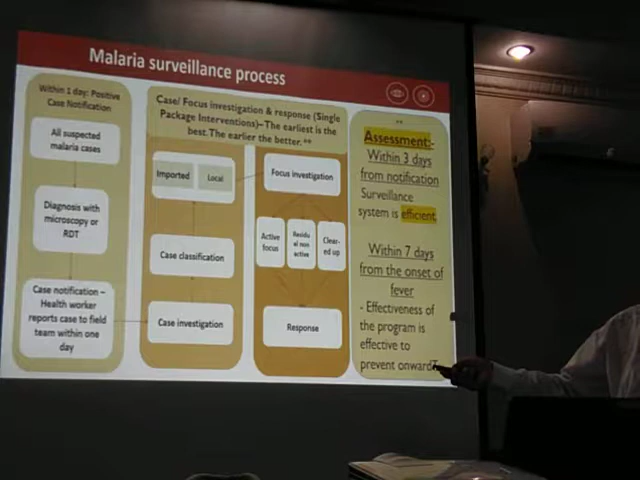 Malaria surveillance process
Within 1 day: Positive
Case Notification
All suspected
malaria cases
Diagnosis with
microscopy or
RDT
Case notification –
Health worker
reports case to field
team within one
day
Case/ Focus investigation & response (Single
Package Interventions)–The earliest is the
best. The earlier the better.**
Imported
Local
Case classification
Case investigation
Focus investigation
Active
focus
Residu
al non
active
Clear-
ed up
Response
**
Assessment:-
Within 3 days
from notification
Surveillance
system is efficient,
Within 7 days
from the onset of
fever
- Effectiveness of
the program is
effective to
prevent onward